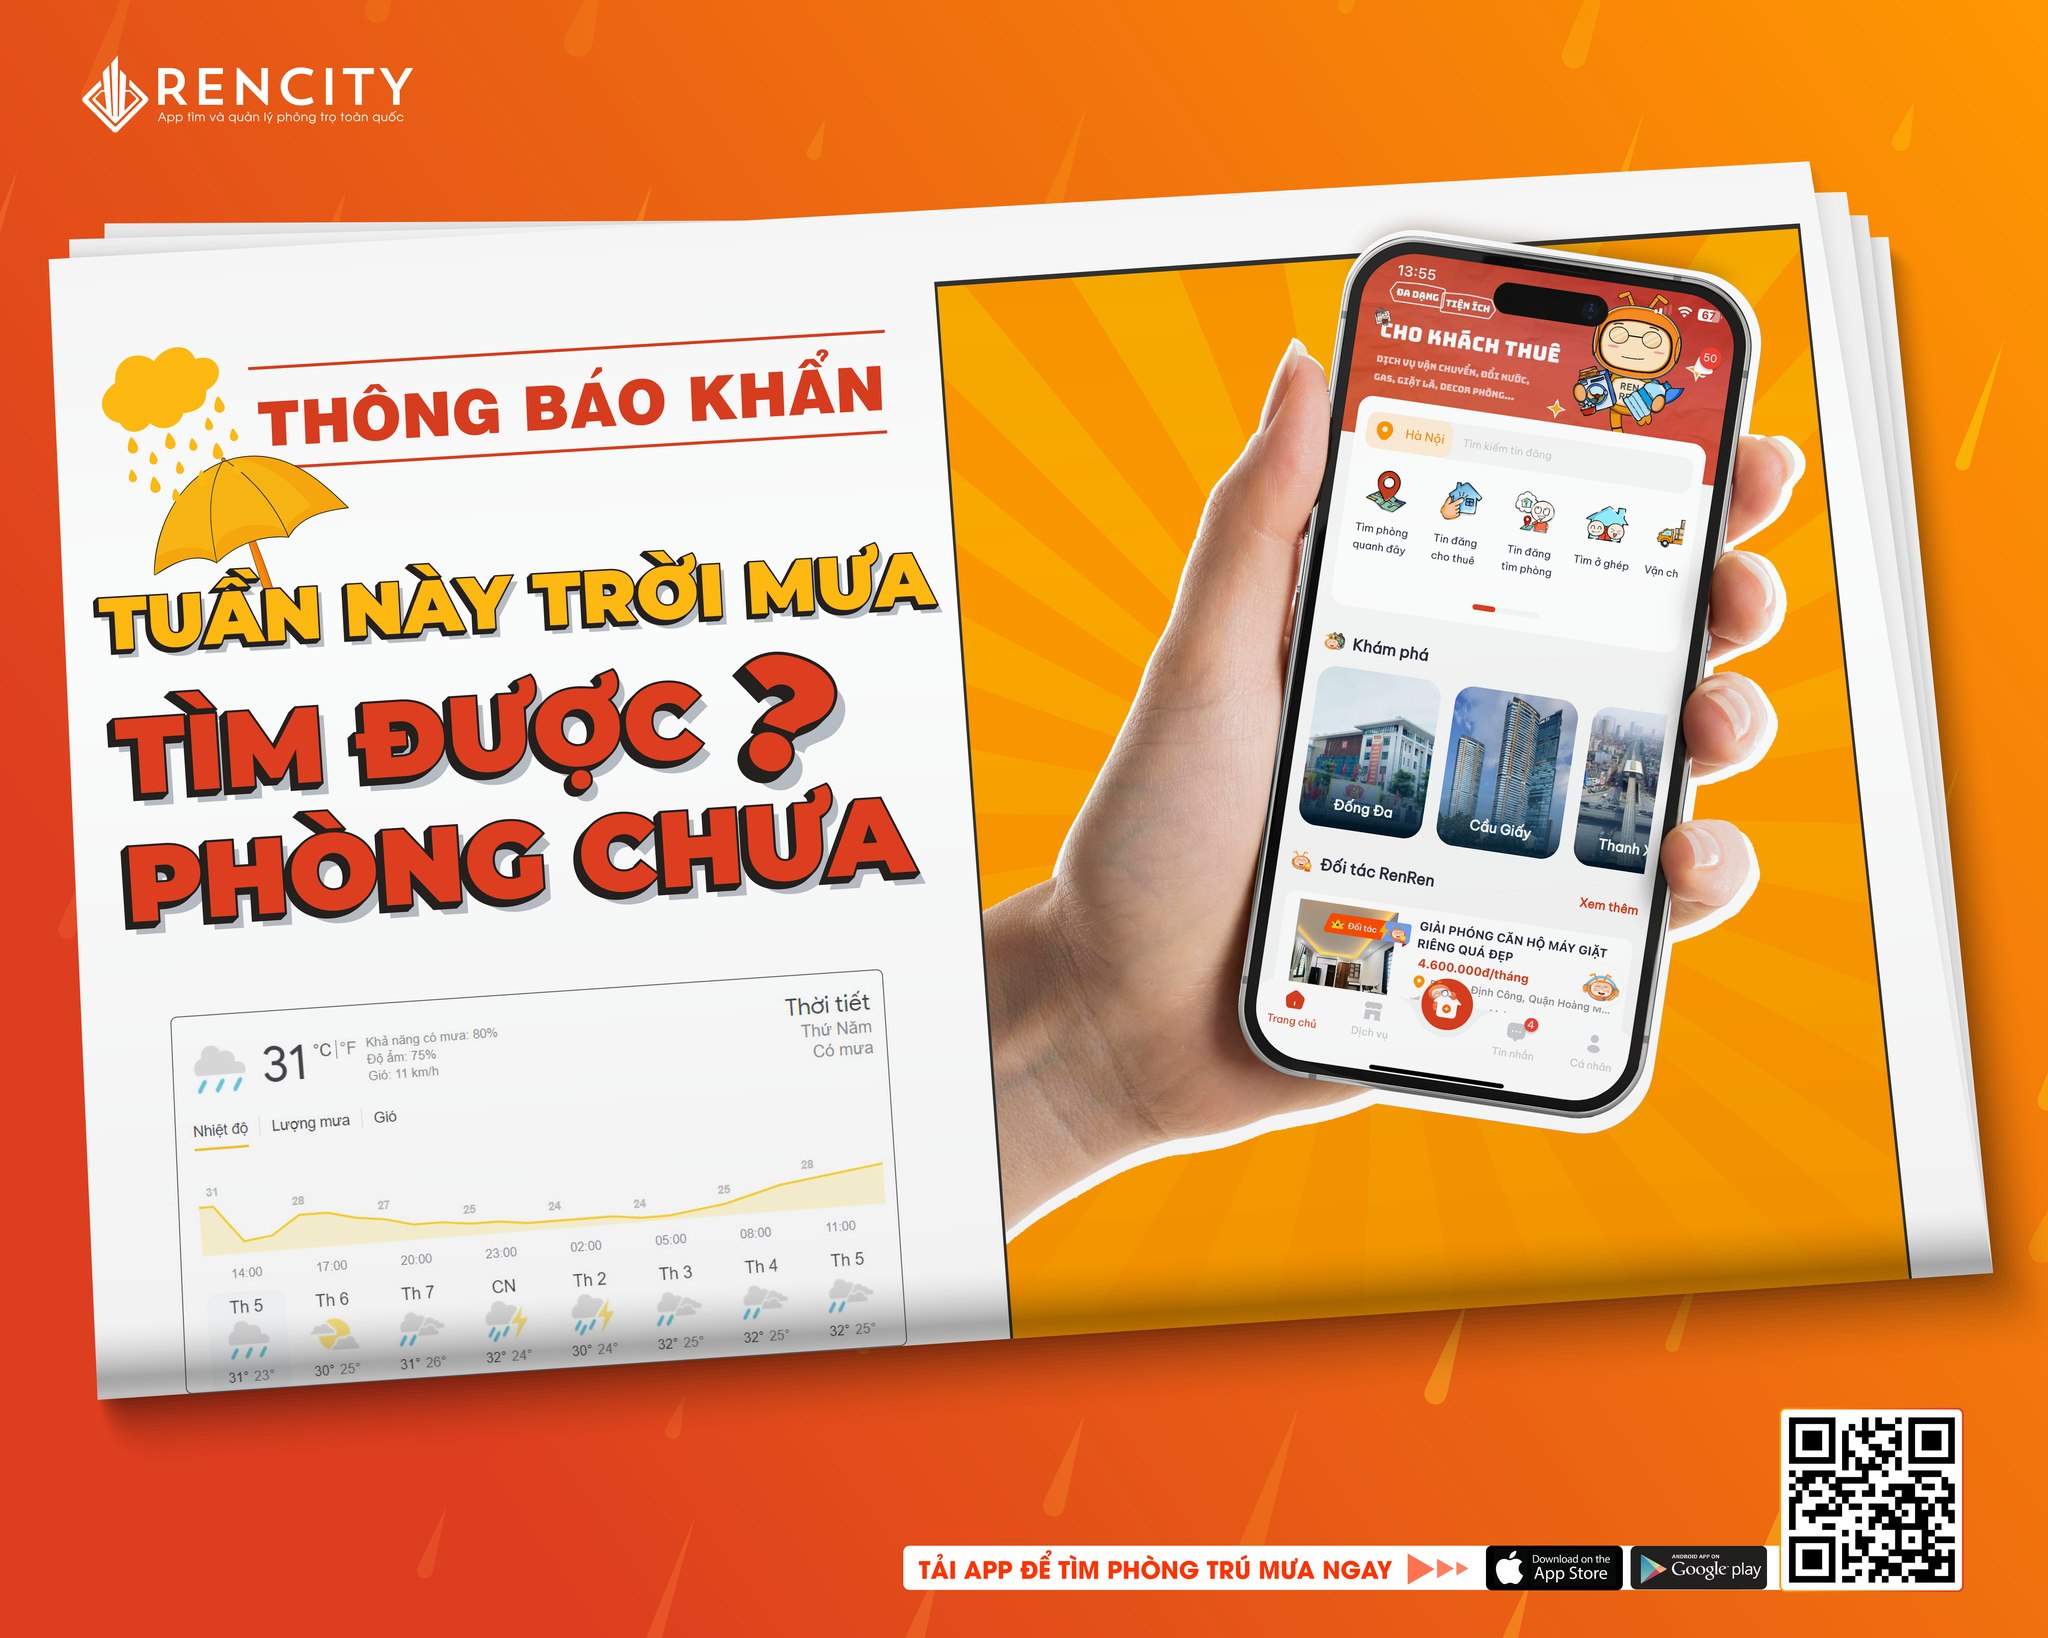 RENCITY
App tìm và quản lý phòng trọ toàn quốc
THÔNG BÁO KHẨN
TUẦN NÀY TRỜI MƯA
TÌM ĐƯỢC ?
PHÒNG CHƯA
31 °C | °F
Khả năng có mưa: 80%
Độ ẩm: 75%
Gió: 11 km/h
Thời tiết
Thứ Năm
Có mưa
Nhiệt độ | Lượng mưa | Gió
31 28 27 25 24 24 25 28
14:00 17:00 20:00 23:00 02:00 05:00 08:00 11:00
Th 5 Th 6 Th 7 CN Th 2 Th 3 Th 4 Th 5
31° 23° 30° 25° 31° 26° 32° 24° 30° 24° 32° 25° 32° 25° 32° 25°
13:55
67
ĐA DẠNG TIỆN ÍCH
CHO KHÁCH THUÊ
DỊCH VỤ VẬN CHUYỂN, ĐỔI NƯỚC,
GAS, GIẶT LÀ, DECOR PHÒNG...
50
Hà Nội Tìm kiếm tin đăng
Tìm phòng
quanh đây
Tin đăng
cho thuê
Tin đăng
tìm phòng
Tìm ở ghép
Vận ch
Khám phá
Đống Đa
Cầu Giấy
Thanh
Đối tác RenRen
Xem thêm
Đối tác
GIẢI PHÓNG CĂN HỘ MÁY GIẶT
RIÊNG QUÁ ĐẸP
4.600.000đ/tháng
Định Công, Quận Hoàng M...
Trang chủ
Dịch vụ
4
Tin nhắn
Cá nhân
TẢI APP ĐỂ TÌM PHÒNG TRÚ MƯA NGAY
Download on the
App Store
ANDROID APP ON
Google play